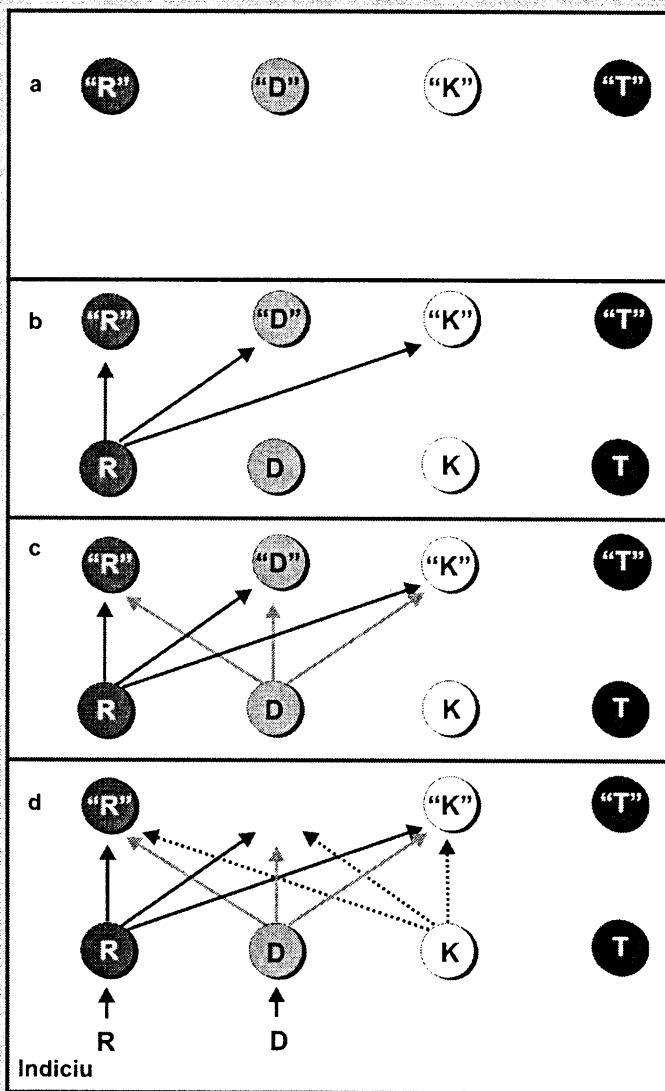 a “R” “D” “K” “T”
b “R” “D” “K” “T”
R D K T
c “R” “D” “K” “T”
R D K T
d “R” “K” “T”
R D K T
R D
Indiciu